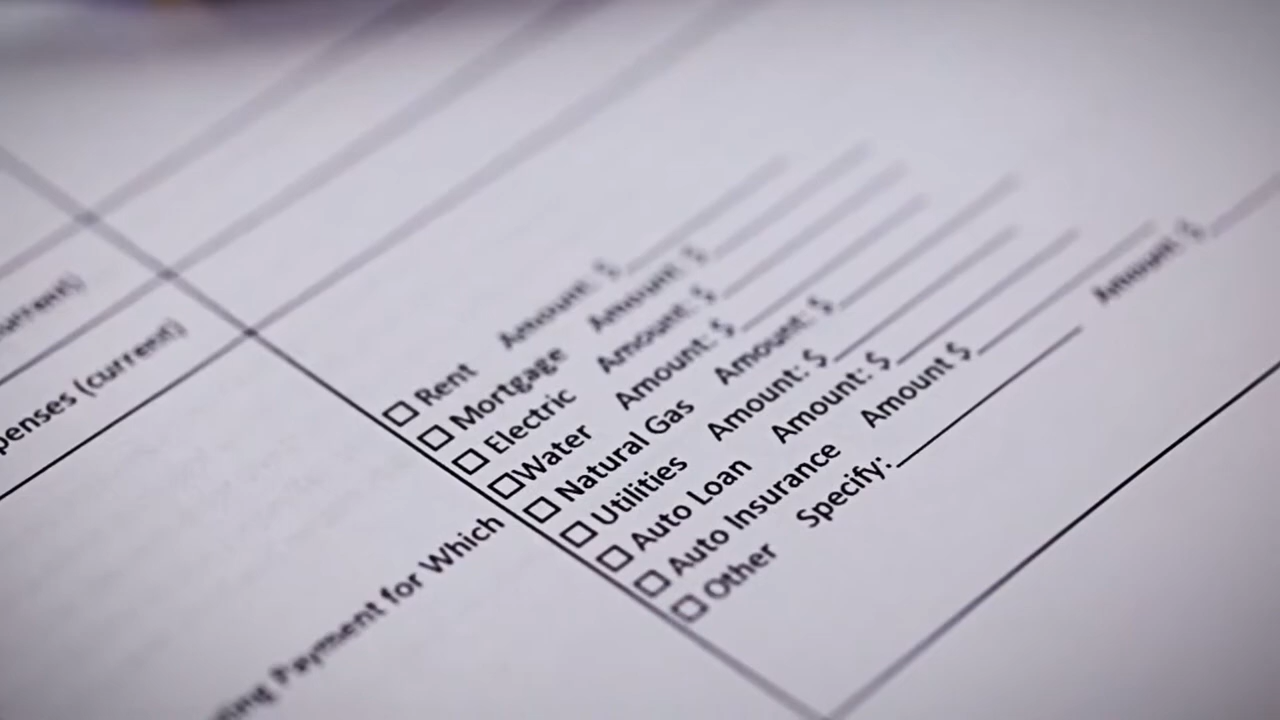 (current)
(current)
Payment for Which
☐ Rent Amount: $
☐ Mortgage Amount: $
☐ Electric Amount: $
☐ Water Amount: $
☐ Natural Gas Amount: $
☐ Utilities Amount: $
☐ Auto Loan Amount: $
☐ Auto Insurance Amount $
☐ Other Specify: Amount: $